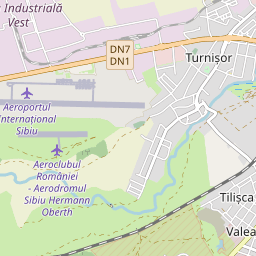 Industrială
Vest
DN7
DN1
Turnișor
Aeroportul
Internațional
Sibiu
Aeroclubul
României
- Aerodromul
Sibiu Hermann
Oberth
Tilișca
Valea